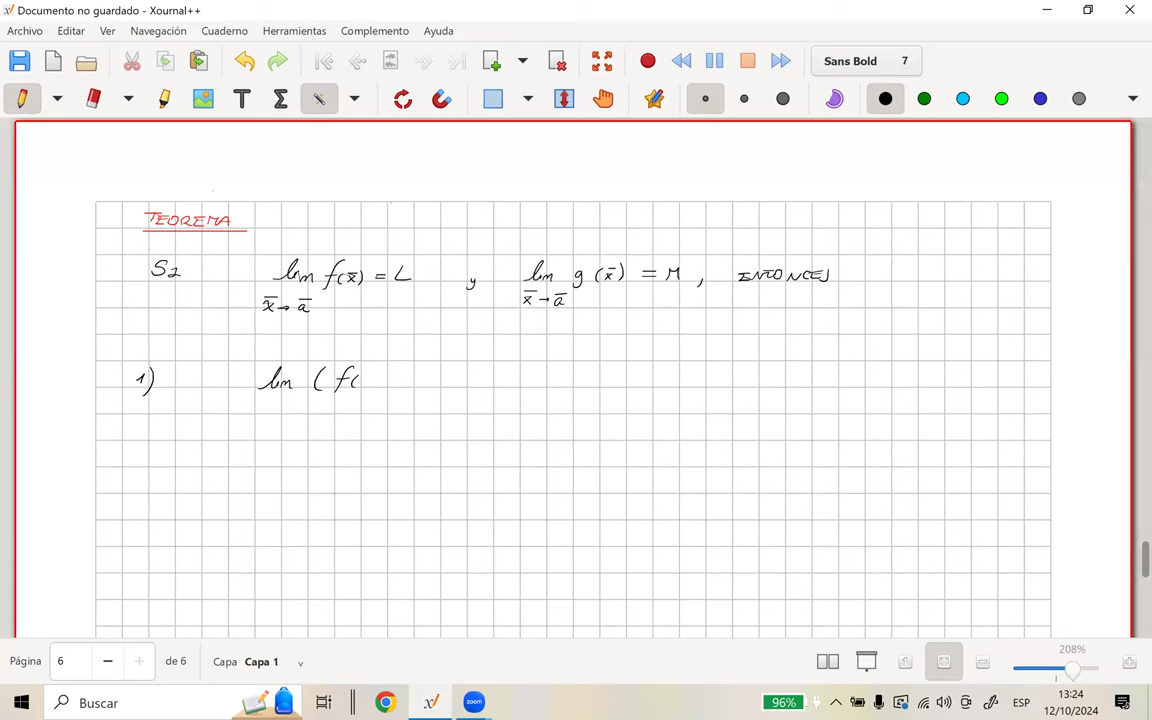 Documento no guardado - Xournal++
Archivo Editar Ver Navegación Cuaderno Herramientas Complemento Ayuda
Sans Bold 7
TEOREMA
SI lim f(x̄) = L y lim g(x̄) = M, ENTONCES
x̄→ā x̄→ā
1) lim ( f(
Página 6 de 6 Capa Capa 1 208%
Buscar zoom 96% ESP 13:24
12/10/2024